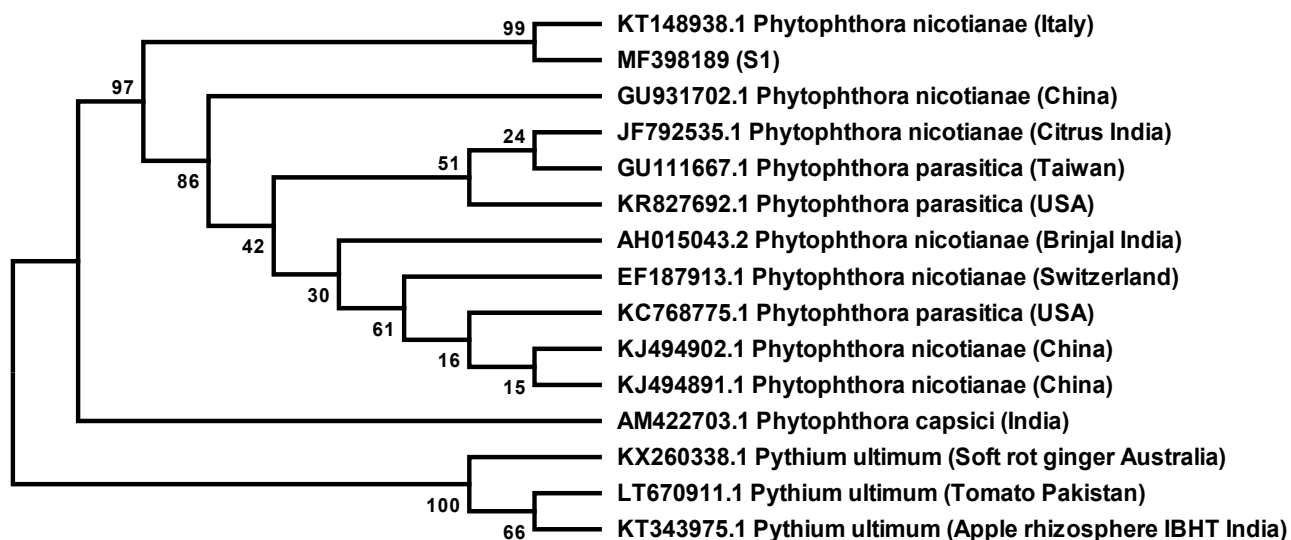 99
KT148938.1 Phytophthora nicotianae (Italy)
MF398189 (S1)
97
GU931702.1 Phytophthora nicotianae (China)
24
JF792535.1 Phytophthora nicotianae (Citrus India)
51
GU111667.1 Phytophthora parasitica (Taiwan)
86
KR827692.1 Phytophthora parasitica (USA)
42
AH015043.2 Phytophthora nicotianae (Brinjal India)
EF187913.1 Phytophthora nicotianae (Switzerland)
30
KC768775.1 Phytophthora parasitica (USA)
61
KJ494902.1 Phytophthora nicotianae (China)
16
KJ494891.1 Phytophthora nicotianae (China)
15
AM422703.1 Phytophthora capsici (India)
KX260338.1 Pythium ultimum (Soft rot ginger Australia)
LT670911.1 Pythium ultimum (Tomato Pakistan)
100
KT343975.1 Pythium ultimum (Apple rhizosphere IBHT India)
66